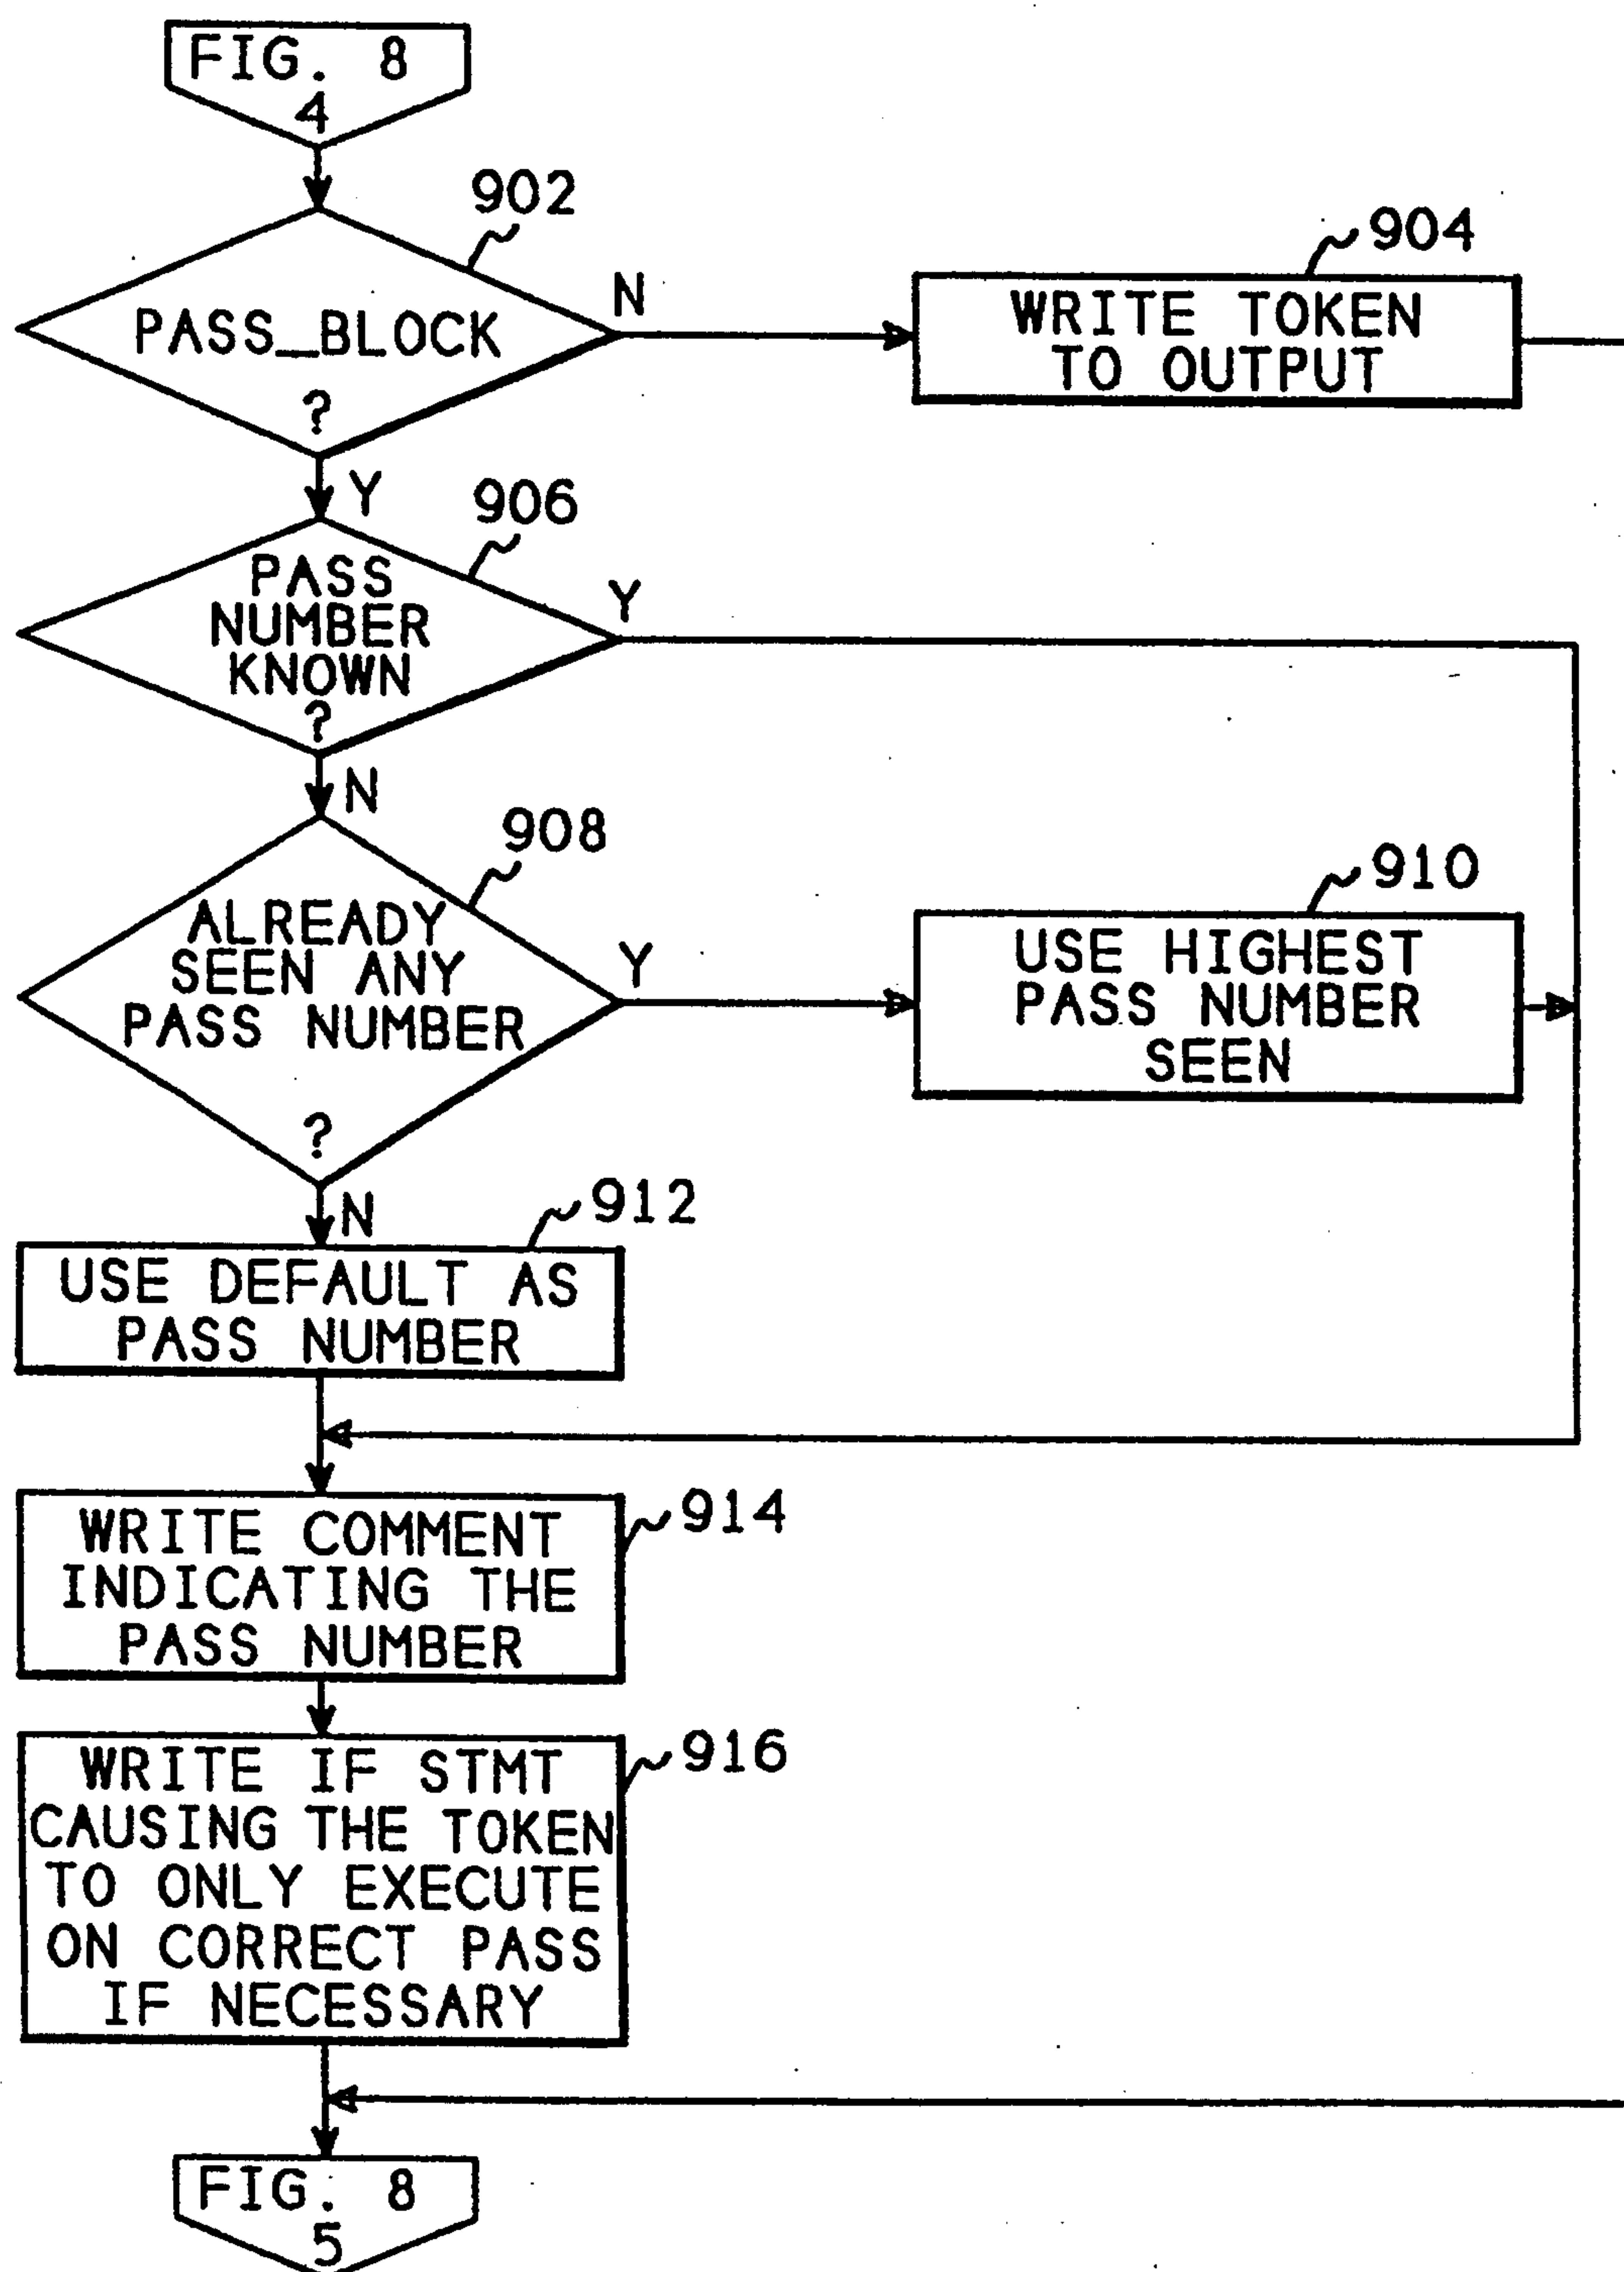 FIG. 8
4
902
PASS_BLOCK
?
N
904
WRITE TOKEN
TO OUTPUT
Y
906
PASS
NUMBER
KNOWN
?
Y
N
908
ALREADY
SEEN ANY
PASS NUMBER
?
Y
910
USE HIGHEST
PASS NUMBER
SEEN
N
912
USE DEFAULT AS
PASS NUMBER
914
WRITE COMMENT
INDICATING THE
PASS NUMBER
916
WRITE IF STMT
CAUSING THE TOKEN
TO ONLY EXECUTE
ON CORRECT PASS
IF NECESSARY
FIG. 8
5